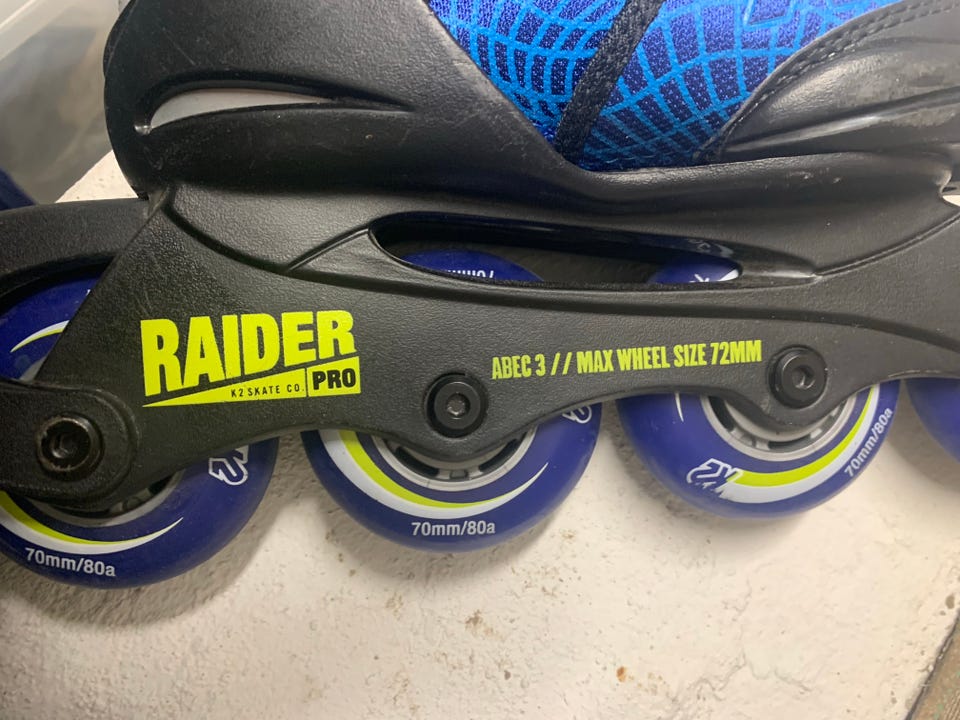 RAIDER
K2 SKATE CO.
PRO
ABEC 3 // MAX WHEEL SIZE 72MM
70mm/80a
70mm/80a
70mm/80a